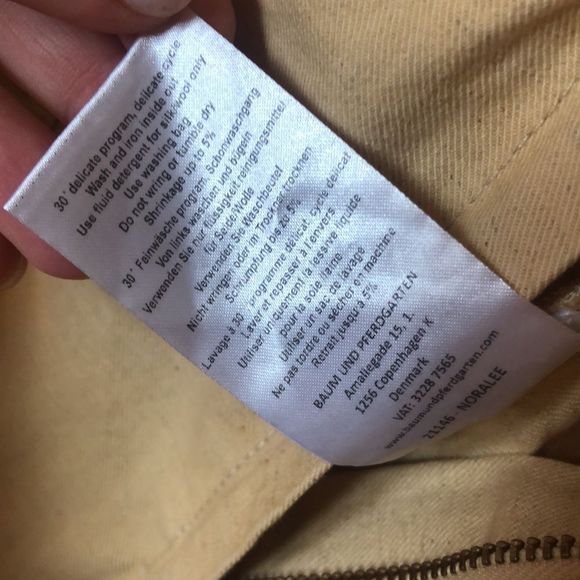 30° delicate program, delicate cycle
Wash and iron inside out
Use fluid detergent for silk/wool only
Use washing bag
Do not wring or tumble dry
Shrinkage up to 5%
30° Feinwäsche program, Schonwasngang
Von links waschen und bügeln
Verwenden Sie nur flüssigkeit reinigungsmittel
für Seide/Wolle
Verwenden Sie Waschbeutel
Nicht wringen oder im Trockner trocknen
Schrumpfung bis zu 5%
Lavage à 30° programme délicat, cycle délicat
Laver et repasser à l'envers
Utiliser uniquement la lessive liquide
pour la soie/laine
Utiliser un sac de lavage
Ne pas tordre ou sécher en machine
Retrait jusqu'à 5%
BAUM UND PFERDGARTEN
Amaliegade 15, 1.
1256 Copenhagen K
Denmark
VAT: 3228 7565
www.baumundpferdgarten.com
21146 - NORALEE